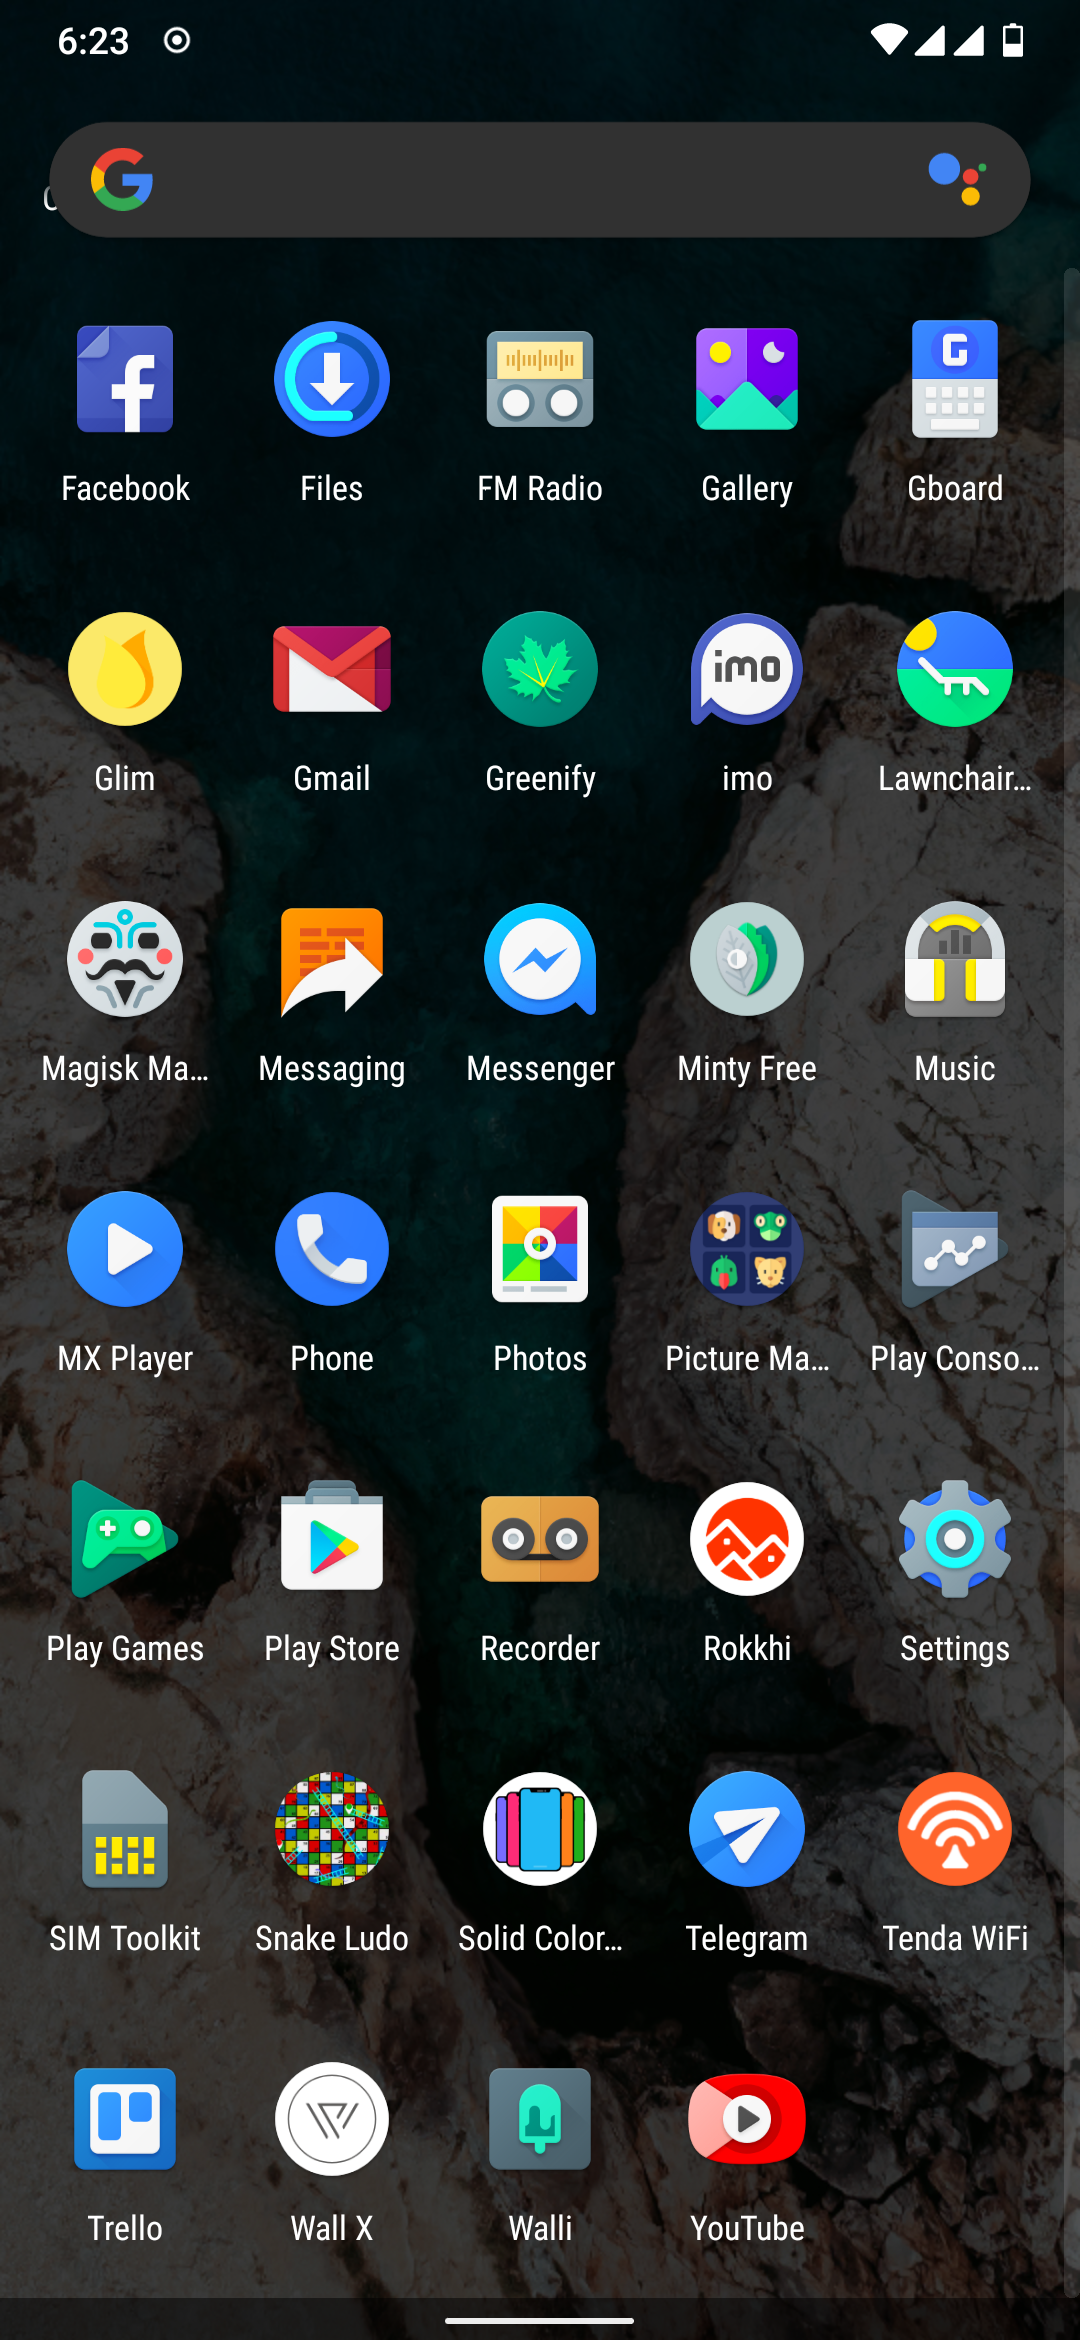 6:23
Facebook Files FM Radio Gallery Gboard
Glim Gmail Greenify imo Lawnchair...
Magisk Ma... Messaging Messenger Minty Free Music
MX Player Phone Photos Picture Ma... Play Conso...
Play Games Play Store Recorder Rokkhi Settings
SIM Toolkit Snake Ludo Solid Color... Telegram Tenda WiFi
Trello Wall X Walli YouTube